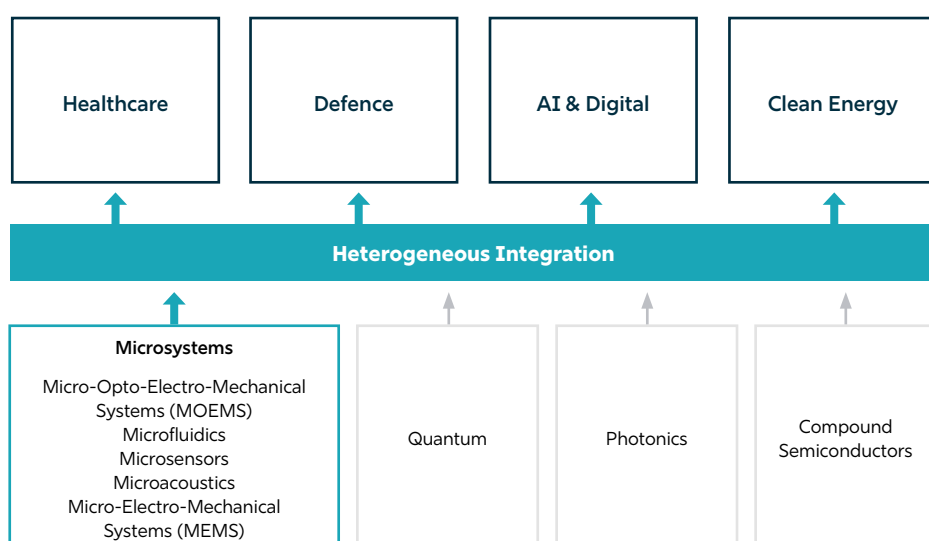 Healthcare
Defence
AI & Digital
Clean Energy
Heterogeneous Integration
Microsystems
Micro-Opto-Electro-Mechanical
Systems (MOEMS)
Microfluidics
Microsensors
Microacoustics
Micro-Electro-Mechanical
Systems (MEMS)
Quantum
Photonics
Compound
Semiconductors